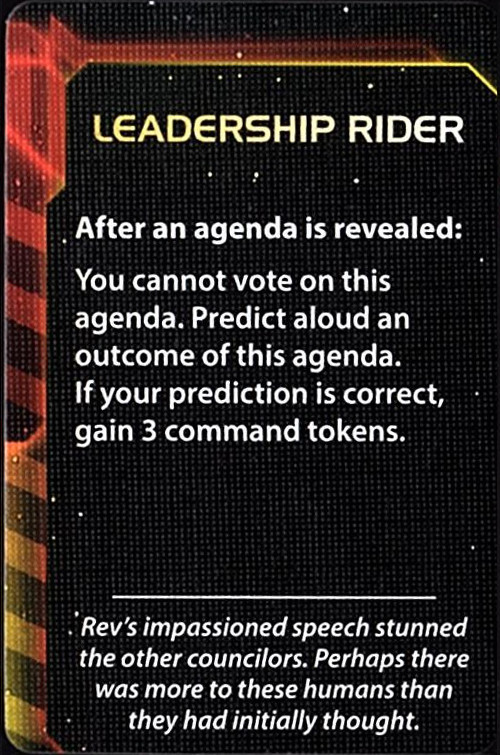 LEADERSHIP RIDER
After an agenda is revealed:
You cannot vote on this
agenda. Predict aloud an
outcome of this agenda.
If your prediction is correct,
gain 3 command tokens.
Rev's impassioned speech stunned
the other councilors. Perhaps there
was more to these humans than
they had initially thought.